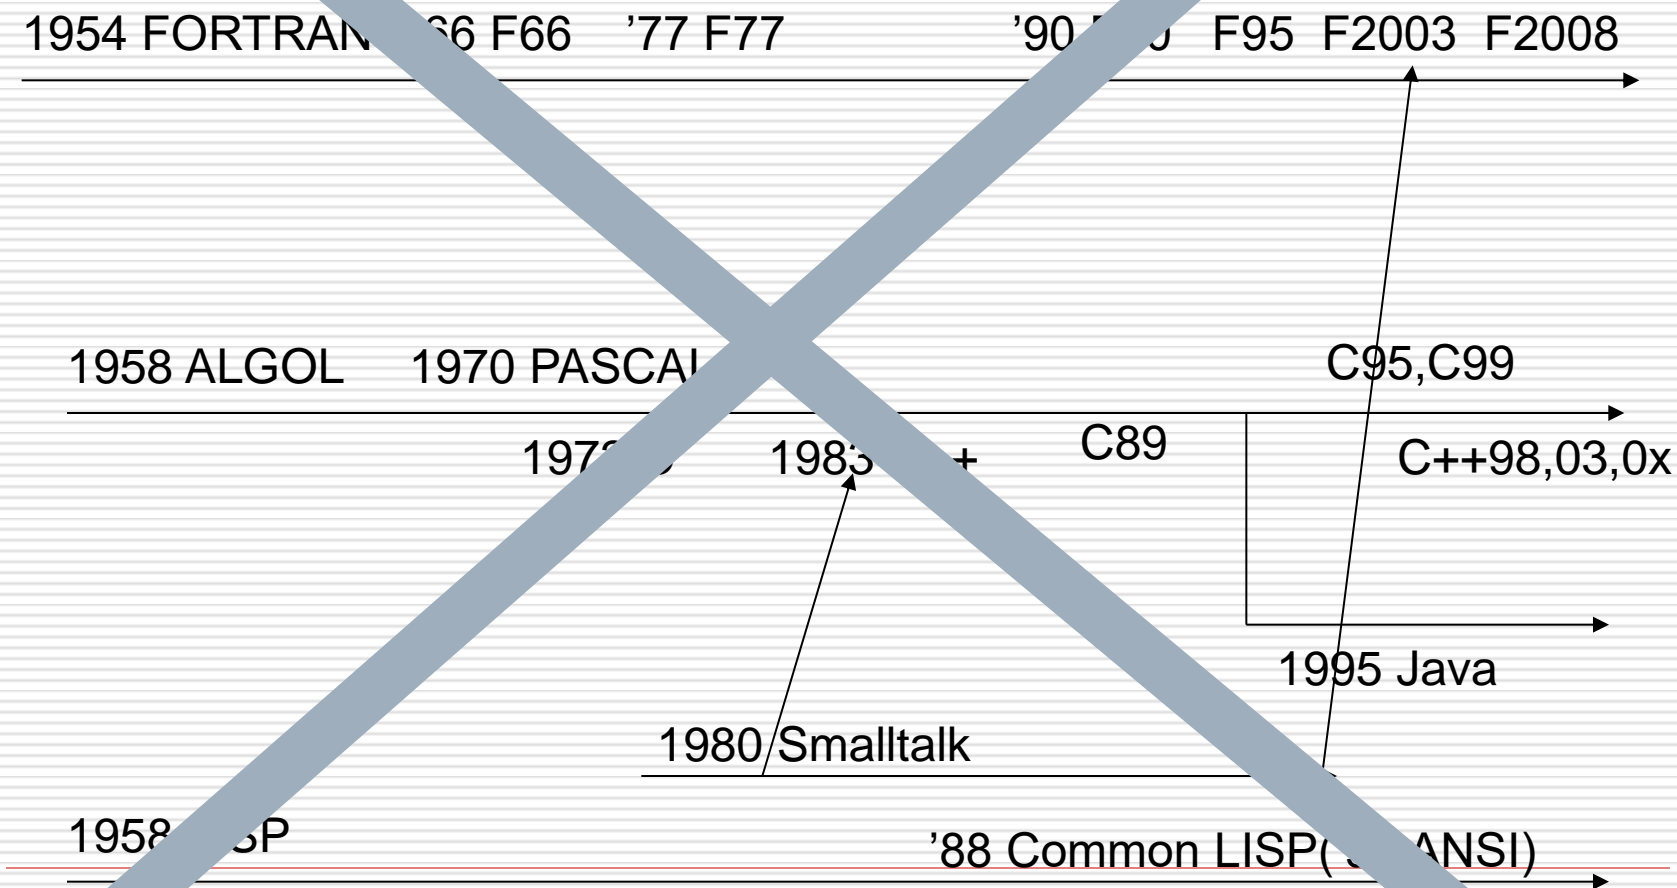 1954 FORTRAN F66 ’77 F77 ’90 F95 F2003 F2008
1958 ALGOL 1970 PASCAL C95,C99
1983 C89 C++98,03,0x
1995 Java
1980 Smalltalk
1958 ’88 Common LISP( ANSI)